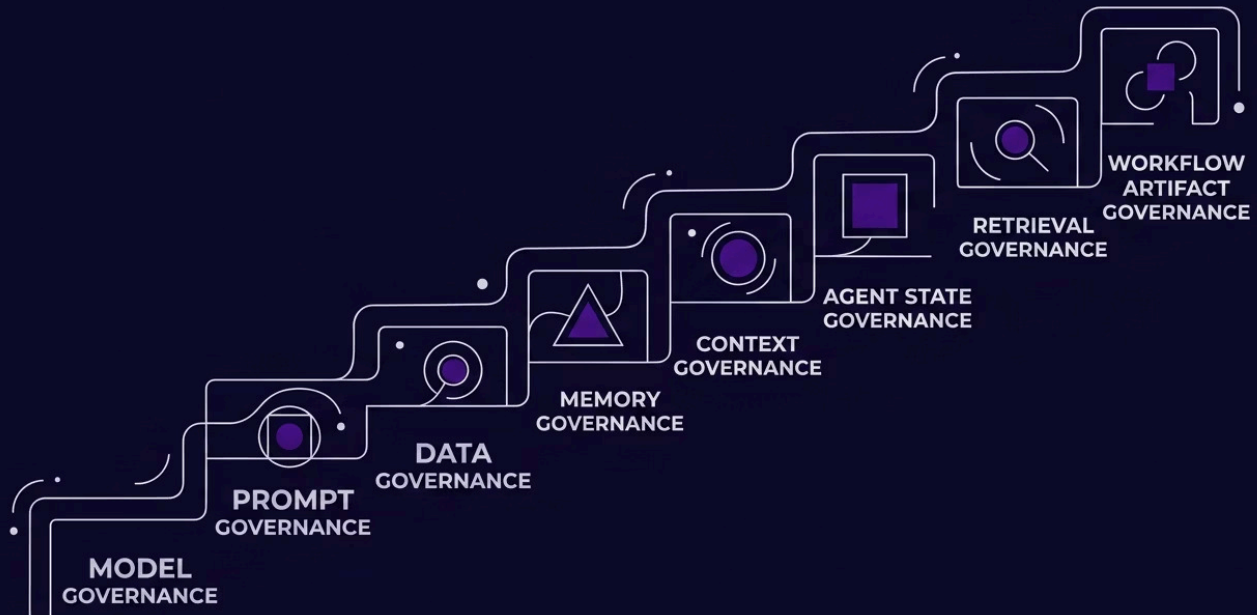 MODEL
GOVERNANCE
PROMPT
GOVERNANCE
DATA
GOVERNANCE
MEMORY
GOVERNANCE
CONTEXT
GOVERNANCE
AGENT STATE
GOVERNANCE
RETRIEVAL
GOVERNANCE
WORKFLOW
ARTIFACT
GOVERNANCE